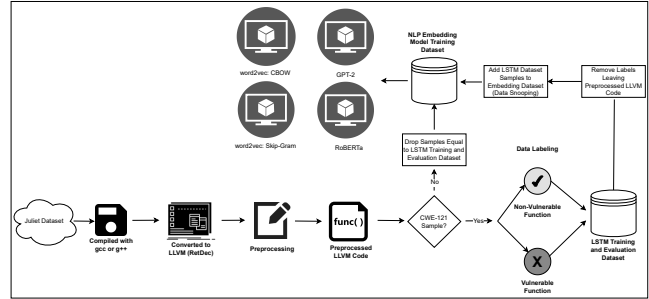 word2vec: CBOW
GPT-2
word2vec: Skip-Gram
RoBERTa
NLP Embedding
Model Training
Dataset
Add LSTM Dataset
Samples to
Embedding Dataset
(Data Snooping)
Remove Labels
Leaving
Preprocessed LLVM
Code
Drop Samples Equal
to LSTM Training and
Evaluation Dataset
No
Data Labeling
Juliet Dataset
Compiled with
gcc or g++
Converted to
LLVM (RetDec)
Preprocessing
func( )
Preprocessed
LLVM Code
CWE-121
Sample?
Yes
Non-Vulnerable
Function
X
Vulnerable
Function
LSTM Training
and Evaluation
Dataset